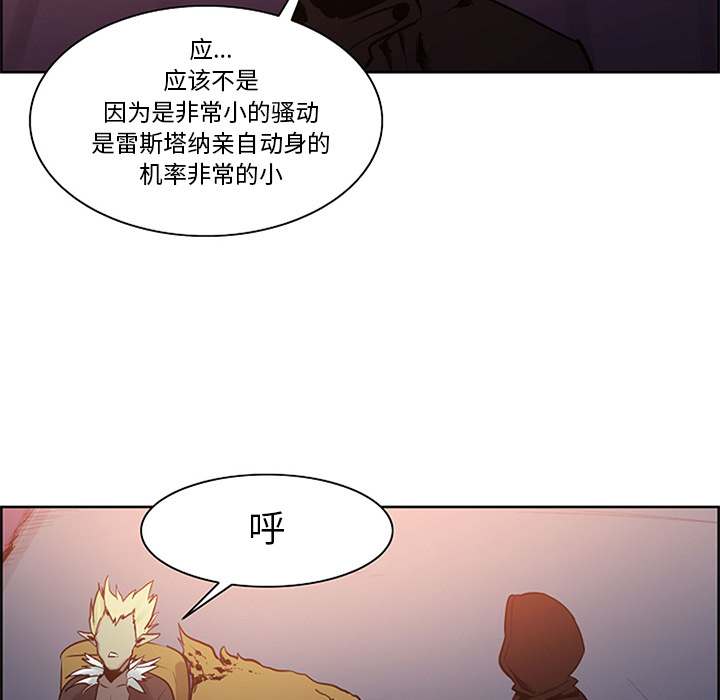 应...
应该不是
因为是非常小的骚动
是雷斯塔纳亲自动身的
机率非常的小
呼